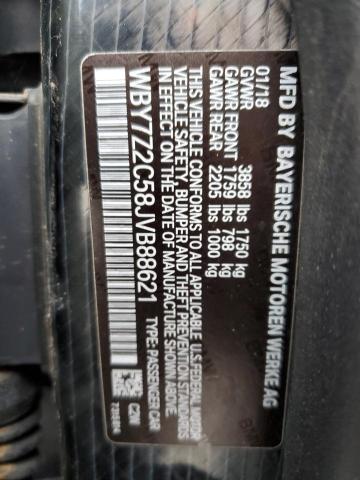 MFD BY BAYERISCHE MOTOREN WERKE AG
01/18
GVWR 3858 lbs 1750 kg
GAWR FRONT 1759 lbs 798 kg
GAWR REAR 2205 lbs 1000 kg
VEHICLE CONFORMS TO ALL APPLICABLE U.S. FEDERAL MOTOR
VEHICLE SAFETY, BUMPER AND THEFT PREVENTION STANDARDS
IN EFFECT ON THE DATE OF MANUFACTURE SHOWN ABOVE.
WBY7Z2C58JVB88621
TYPE: PASSENGER CAR